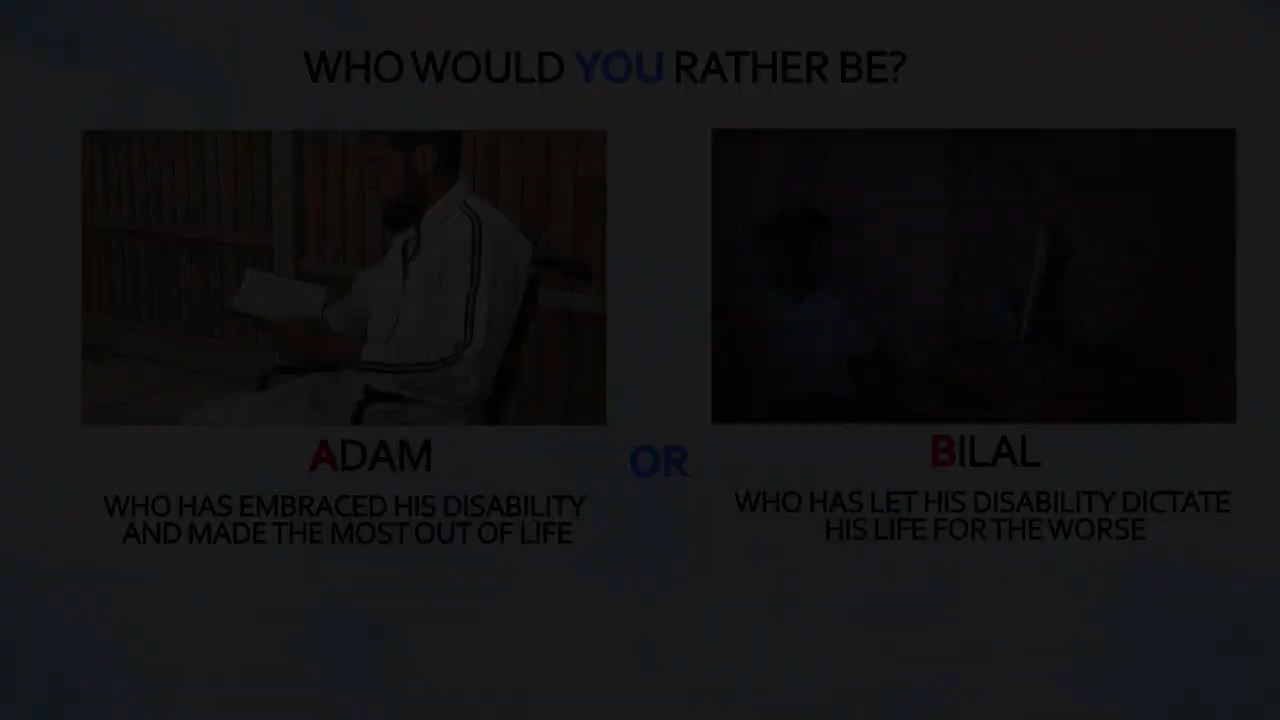 WHO WOULD YOU RATHER BE?
ADAM
OR
BILAL
WHO HAS EMBRACED HIS DISABILITY
AND MADE THE MOST OUT OF LIFE
WHO HAS LET HIS DISABILITY DICTATE
HIS LIFE FOR THE WORSE